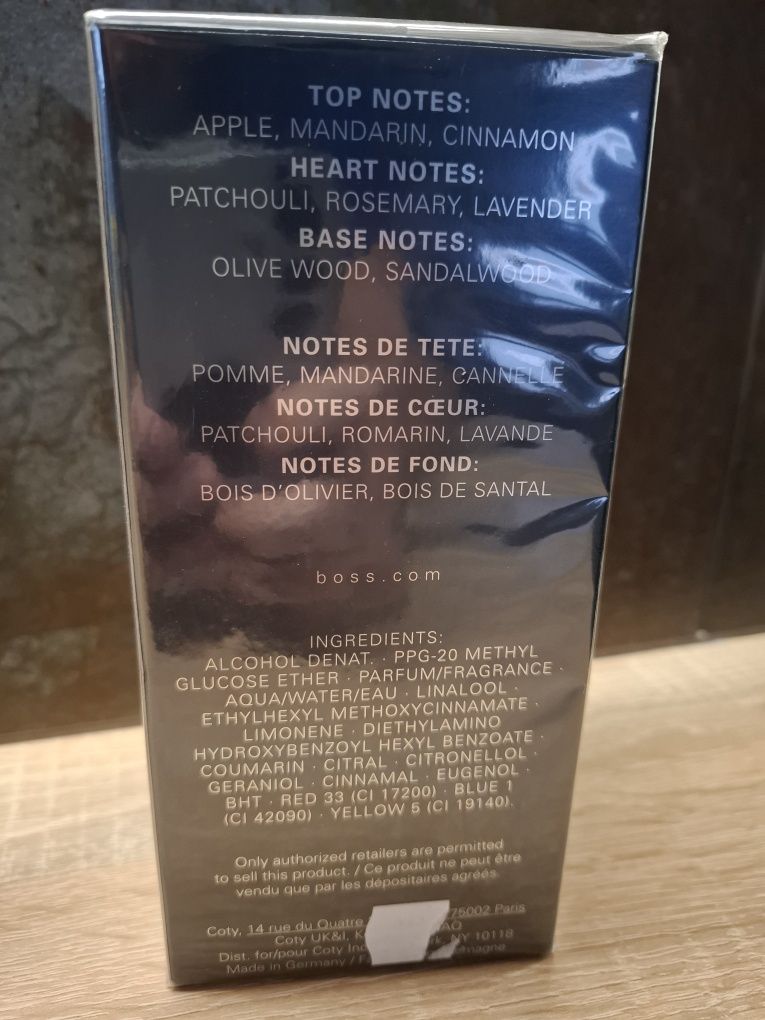 TOP NOTES:
APPLE, MANDARIN, CINNAMON
HEART NOTES:
PATCHOULI, ROSEMARY, LAVENDER
BASE NOTES:
OLIVE WOOD, SANDALWOOD
NOTES DE TETE:
POMME, MANDARINE, CANNELLE
NOTES DE CŒUR:
PATCHOULI, ROMARIN, LAVANDE
NOTES DE FOND:
BOIS D'OLIVIER, BOIS DE SANTAL
boss.com
INGREDIENTS:
ALCOHOL DENAT. · PPG-20 METHYL
GLUCOSE ETHER · PARFUM/FRAGRANCE ·
AQUA/WATER/EAU · LINALOOL ·
ETHYLHEXYL METHOXYCINNAMATE ·
LIMONENE · DIETHYLAMINO
HYDROXYBENZOYL HEXYL BENZOATE ·
COUMARIN · CITRAL · CITRONELLOL ·
GERANIOL · CINNAMAL · EUGENOL ·
BHT · RED 33 (CI 17200) · BLUE 1
(CI 42090) · YELLOW 5 (CI 19140).
Only authorized retailers are permitted
to sell this product. / Ce produit ne peut être
vendu que par les dépositaires agréés.
Coty, 14 rue du Quatre 75002 Paris
Coty UK&I,
Dist. for/pour Coty NY 10118
Made in Germany /